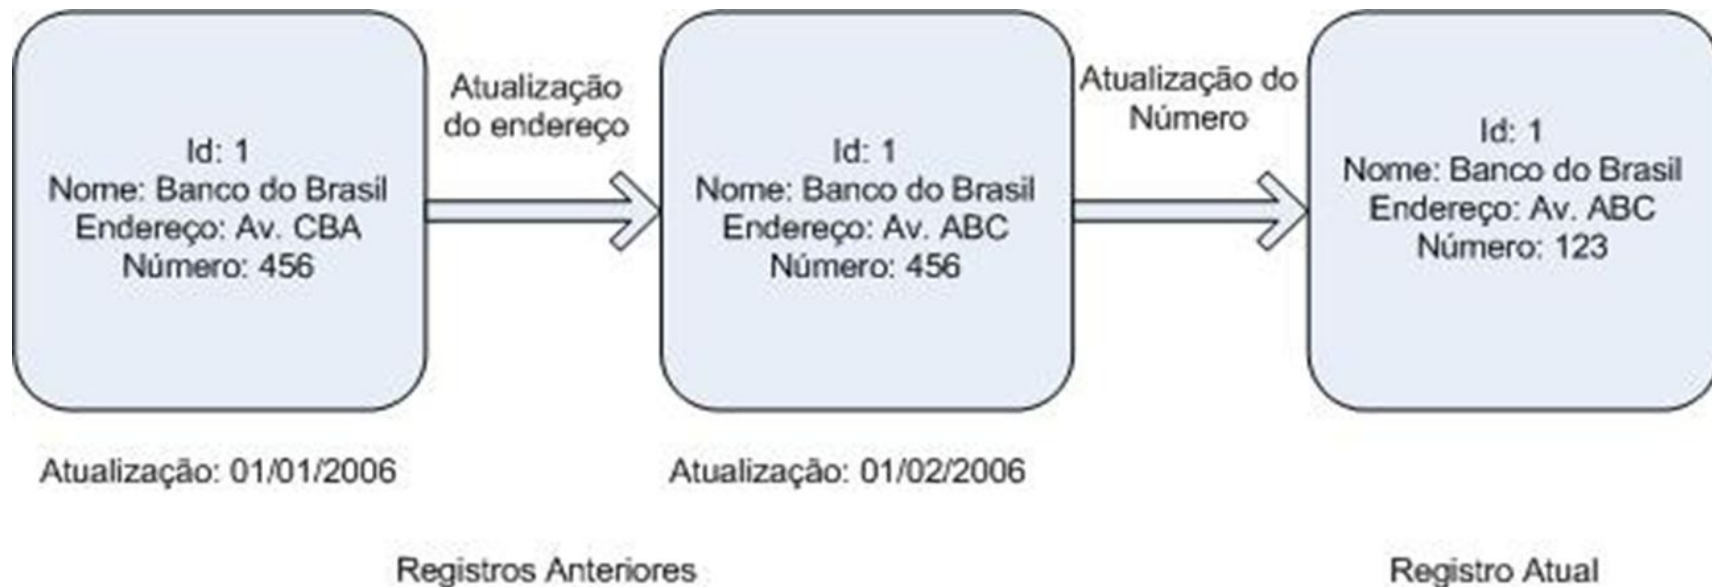 Id: 1
Nome: Banco do Brasil
Endereço: Av. CBA
Número: 456
Atualização: 01/01/2006
Atualização
do endereço
Id: 1
Nome: Banco do Brasil
Endereço: Av. ABC
Número: 456
Atualização: 01/02/2006
Atualização do
Número
Id: 1
Nome: Banco do Brasil
Endereço: Av. ABC
Número: 123
Registros Anteriores
Registro Atual